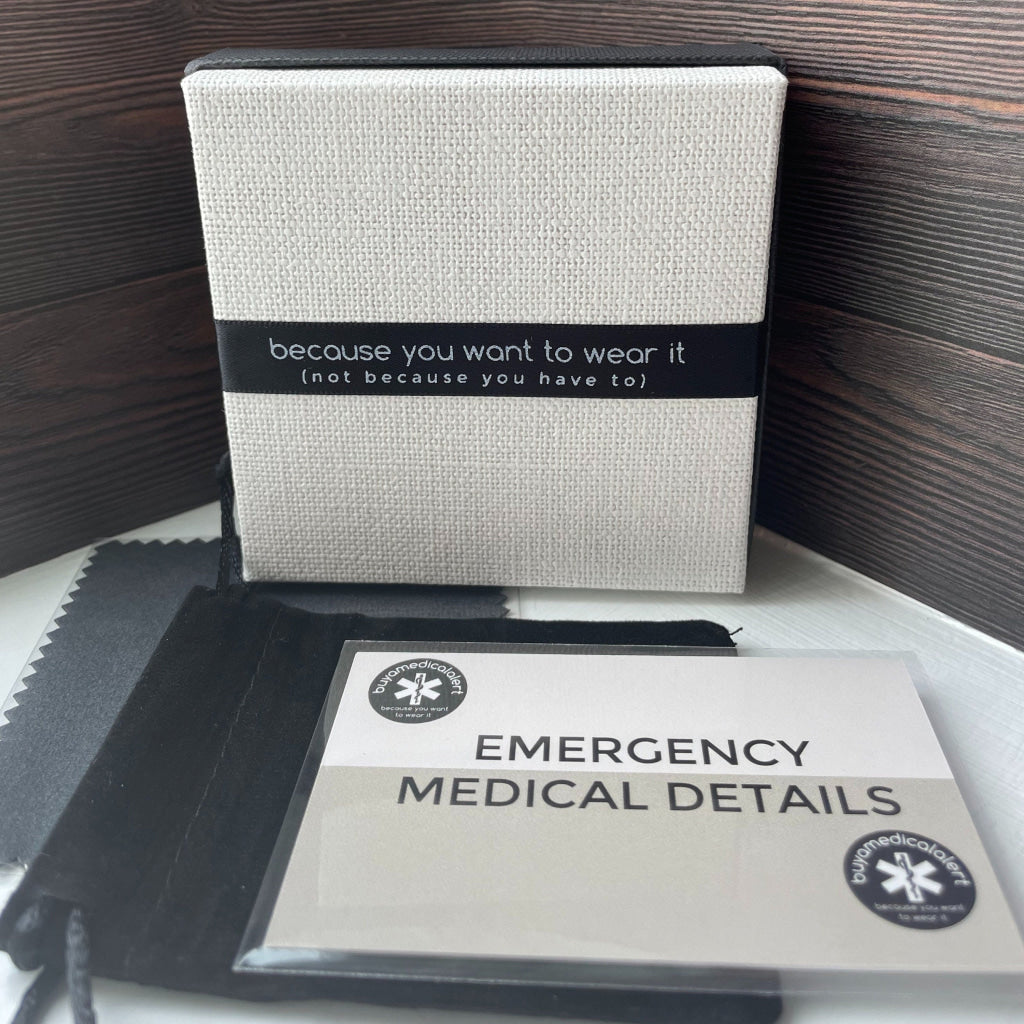 because you want to wear it
(not because you have to)
buyamedicalalert
because you want
to wear it
EMERGENCY
MEDICAL DETAILS
buyamedicalalert
because you want
to wear it